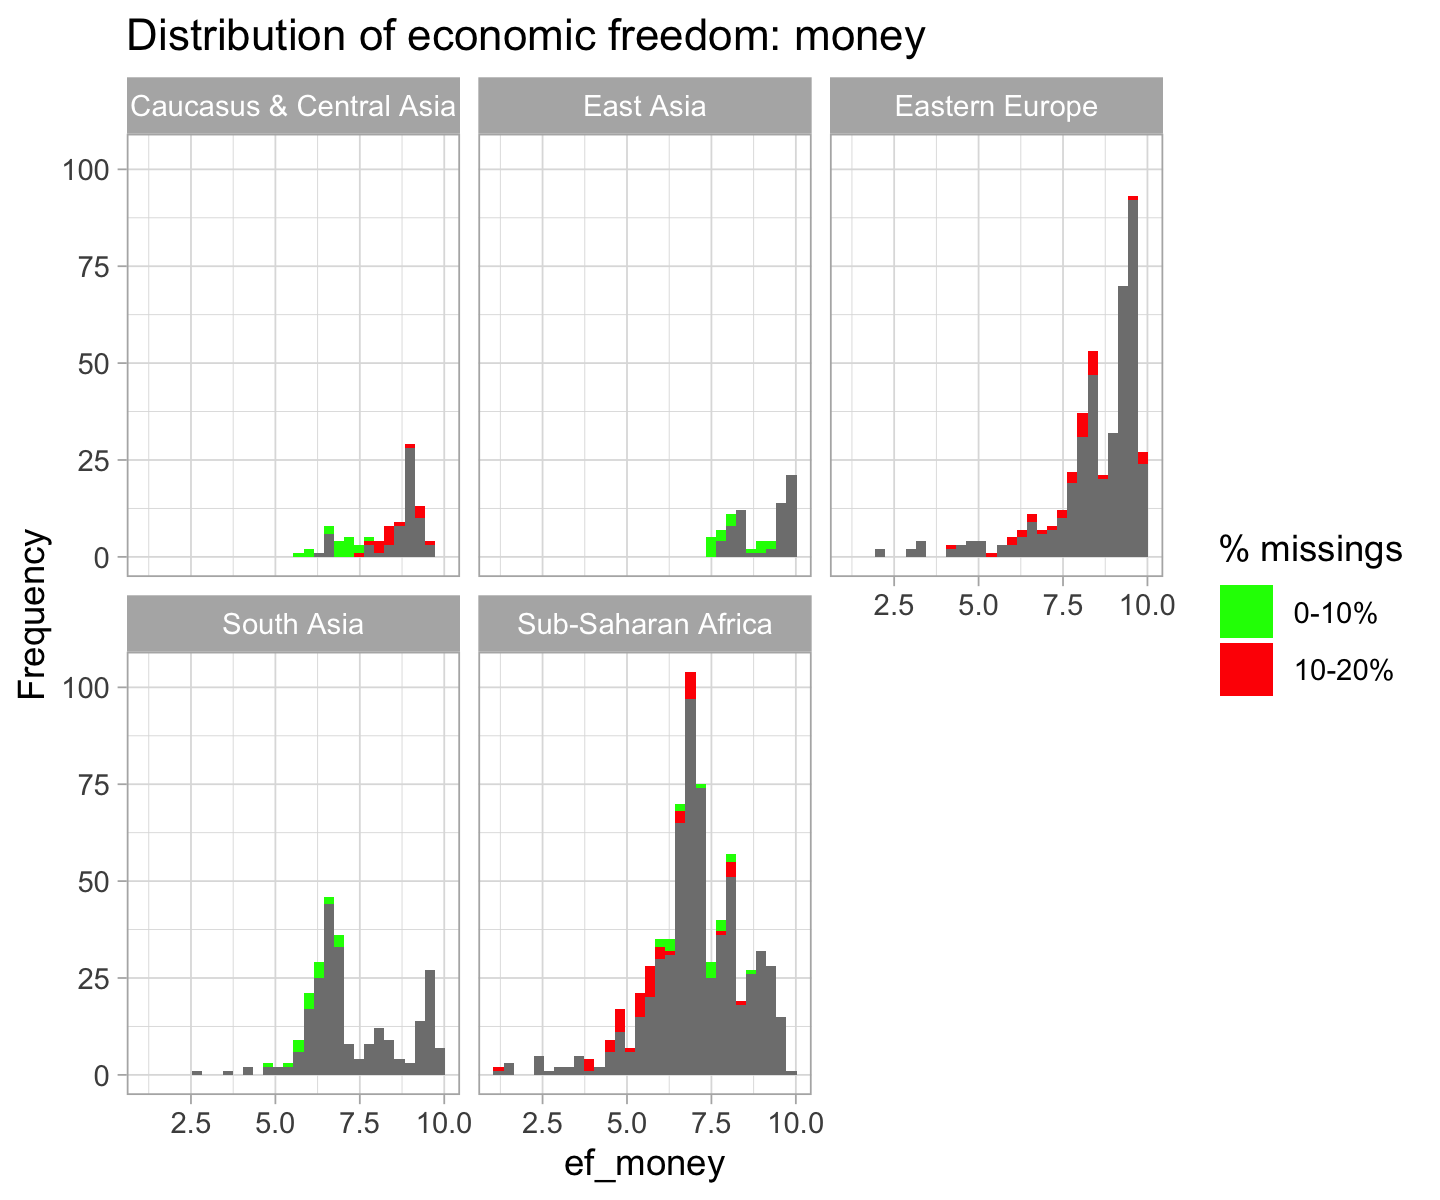 Distribution of economic freedom: money
Caucasus & Central Asia
East Asia
Eastern Europe
100
75
50
25
0
2.5 5.0 7.5 10.0
South Asia
Sub-Saharan Africa
100
75
50
25
0
2.5 5.0 7.5 10.0
2.5 5.0 7.5 10.0
Frequency
ef_money
% missings
0-10%
10-20%